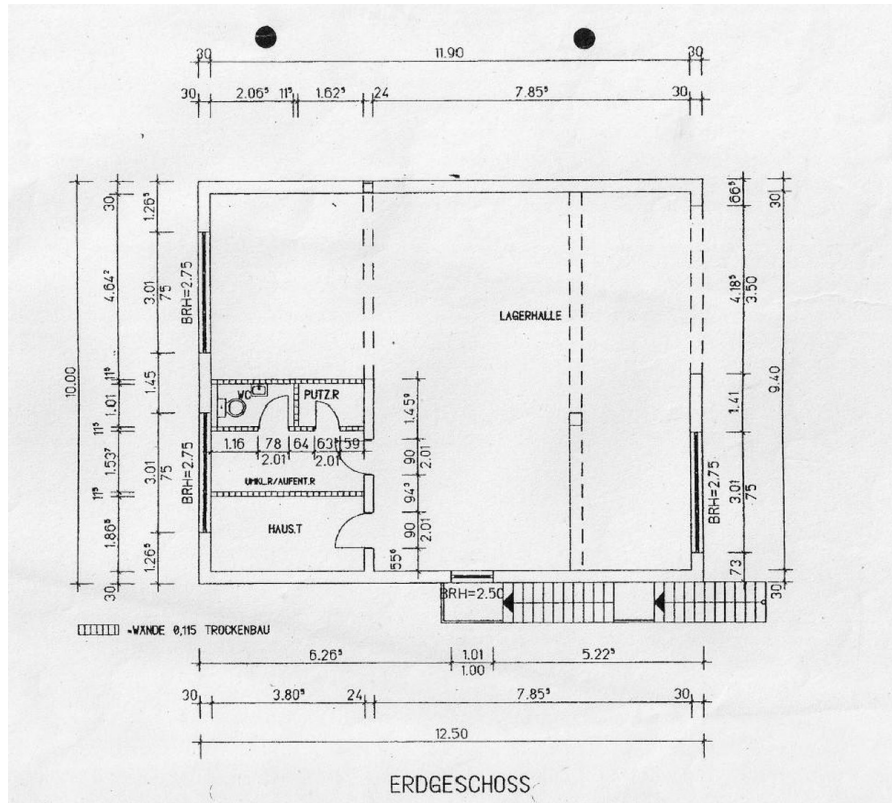 30 11.90 30
30 2.06⁵ 11⁵ 1.62⁵ 24 7.85⁵ 30
10.00
30 4.64² 11⁵ 1.01 11⁵ 1.53⁷ 11⁵ 1.86⁵ 30
1.26⁵ 3.01 75 1.45 3.01 75 1.26⁵
BRH=2.75
BRH=2.75
LAGERHALLE
WC PUTZ.R
1.16 78 64 63⁵ 59
2.01 2.01
UMKL.R/AUFENT.R
HAUS.T
1.45⁹ 90 2.01 94³ 90 2.01 55⁶
BRH=2.75
66⁵ 4.18⁵ 3.50 1.41 3.01 75 73
30 9.40 30
BRH=2.50
=WÄNDE 0,115 TROCKENBAU
6.26⁵ 1.01 5.22⁵
1.00
30 3.80⁵ 24 7.85⁵ 30
12.50
ERDGESCHOSS